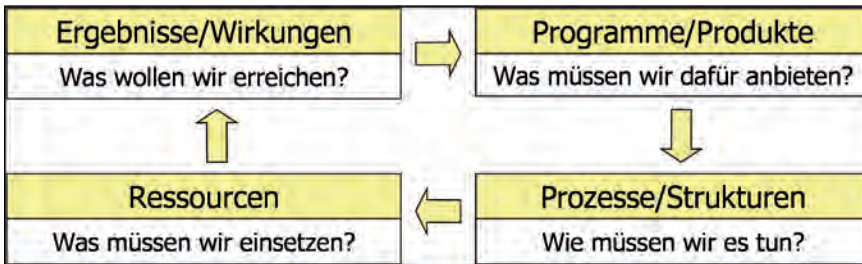 Ergebnisse/Wirkungen
Was wollen wir erreichen?
Programme/Produkte
Was müssen wir dafür anbieten?
Ressourcen
Was müssen wir einsetzen?
Prozesse/Strukturen
Wie müssen wir es tun?